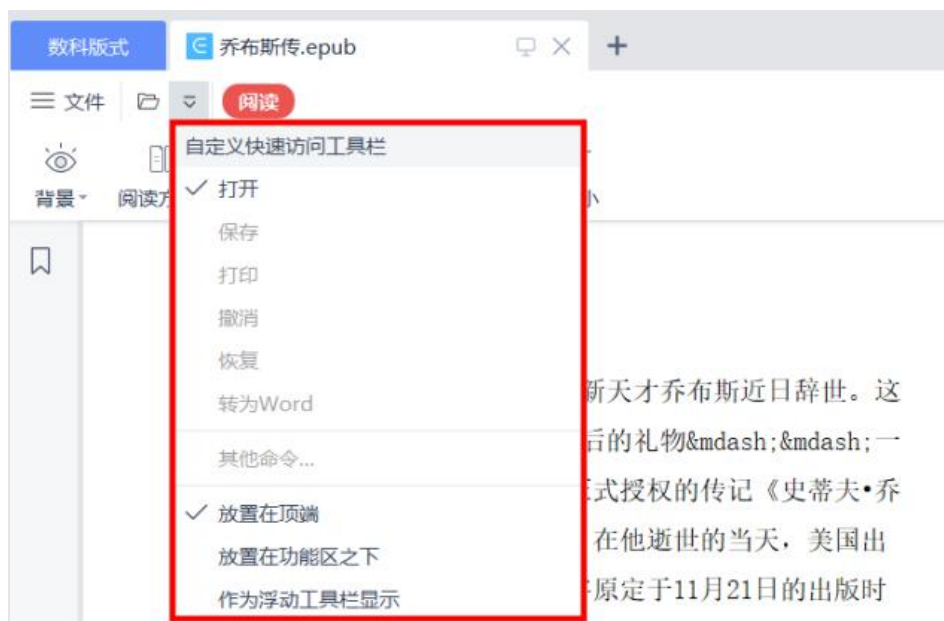 数科版式 乔布斯传.epub
文件 阅读
自定义快速访问工具栏
背景 阅读方
打开
保存
打印
撤消
恢复
转为Word
其他命令...
放置在顶端
放置在功能区之下
作为浮动工具栏显示
新天才乔布斯近日辞世。这
后的礼物&mdash;&mdash;一
式授权的传记《史蒂夫•乔
在他逝世的当天，美国出
原定于11月21日的出版时